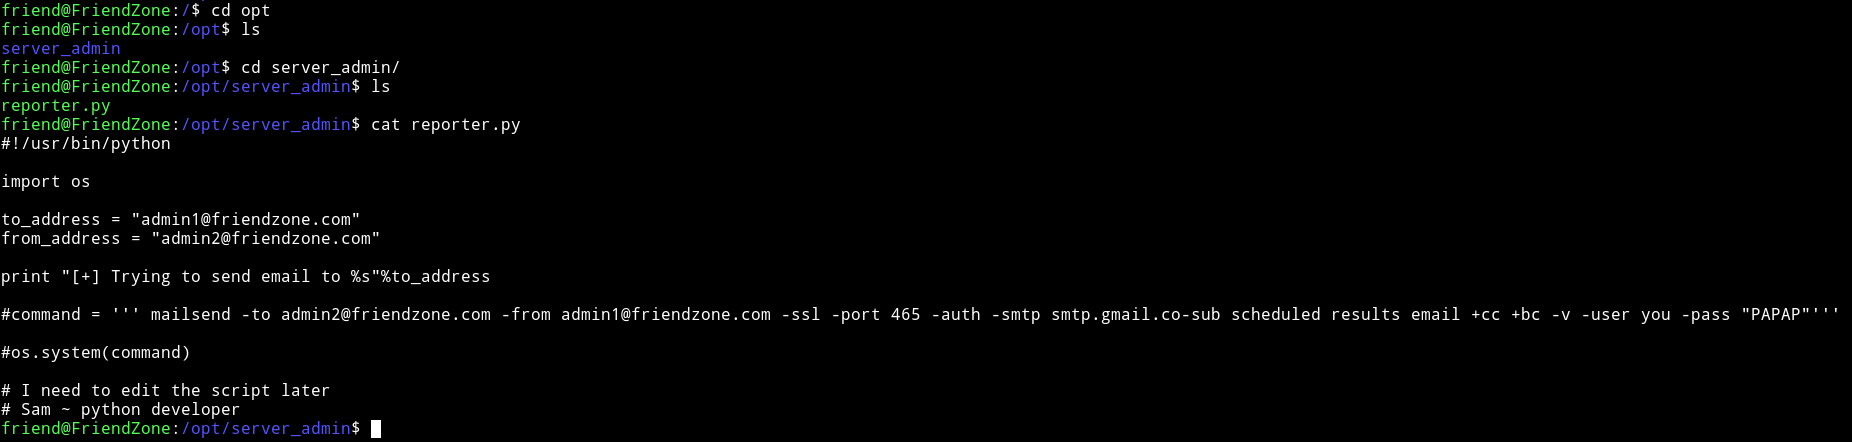 friend@FriendZone:/$ cd opt
friend@FriendZone:/opt$ ls
server_admin
friend@FriendZone:/opt$ cd server_admin/
friend@FriendZone:/opt/server_admin$ ls
reporter.py
friend@FriendZone:/opt/server_admin$ cat reporter.py
#!/usr/bin/python
import os
to_address = "admin1@friendzone.com"
from_address = "admin2@friendzone.com"
print "[+] Trying to send email to %s"%to_address
#command = ''' mailsend -to admin2@friendzone.com -from admin1@friendzone.com -ssl -port 465 -auth -smtp smtp.gmail.co-sub scheduled results email +cc +bc -v -user you -pass "PAPAP"'''
#os.system(command)
# I need to edit the script later
# Sam ~ python developer
friend@FriendZone:/opt/server_admin$